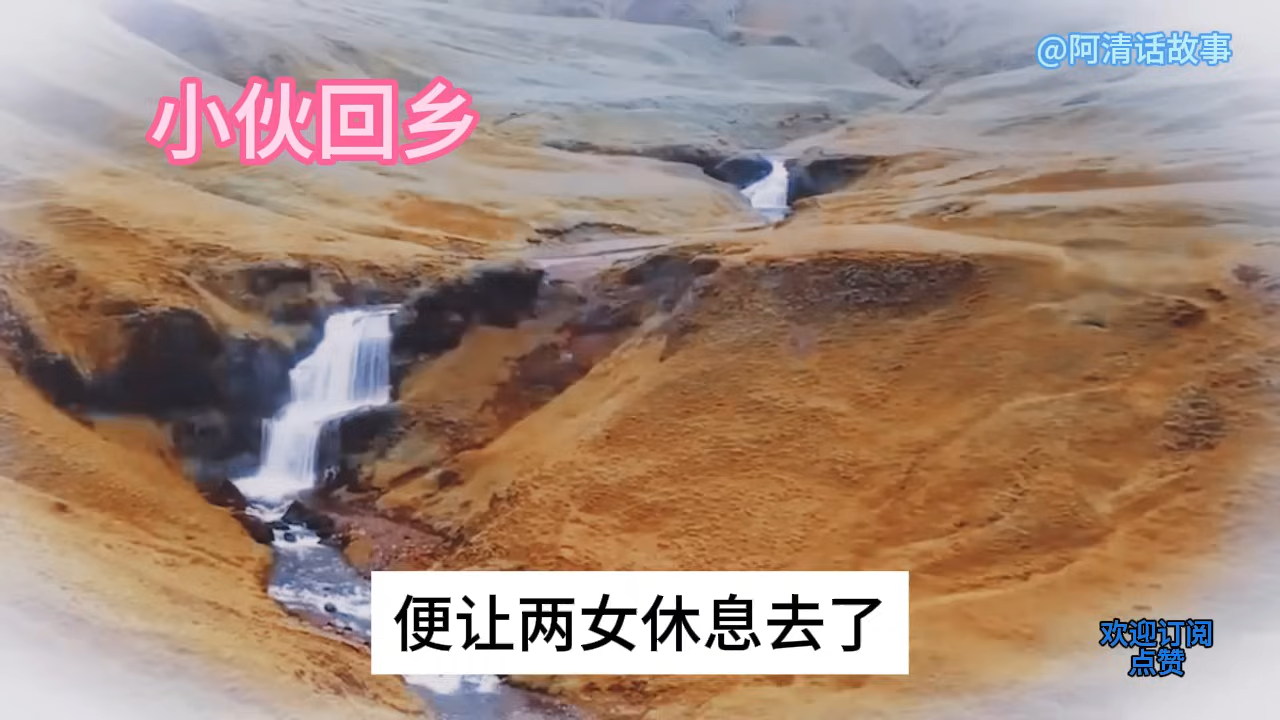 @阿清话故事
小伙回乡
便让两女休息去了
欢迎订阅
点赞